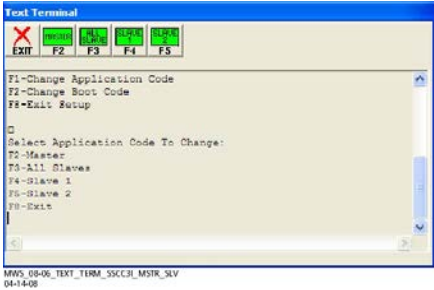 Text Terminal
MASTER ALL SLAVE SLAVE 1 SLAVE 2
EXIT F2 F3 F4 F5
F1-Change Application Code
F2-Change Boot Code
F8-Exit Setup
Select Application Code To Change:
F2-Master
F3-All Slaves
F4-Slave 1
F5-Slave 2
F8-Exit
MWS_08-06_TEXT_TERM_SSCC3I_MSTR_SLV
04-14-08